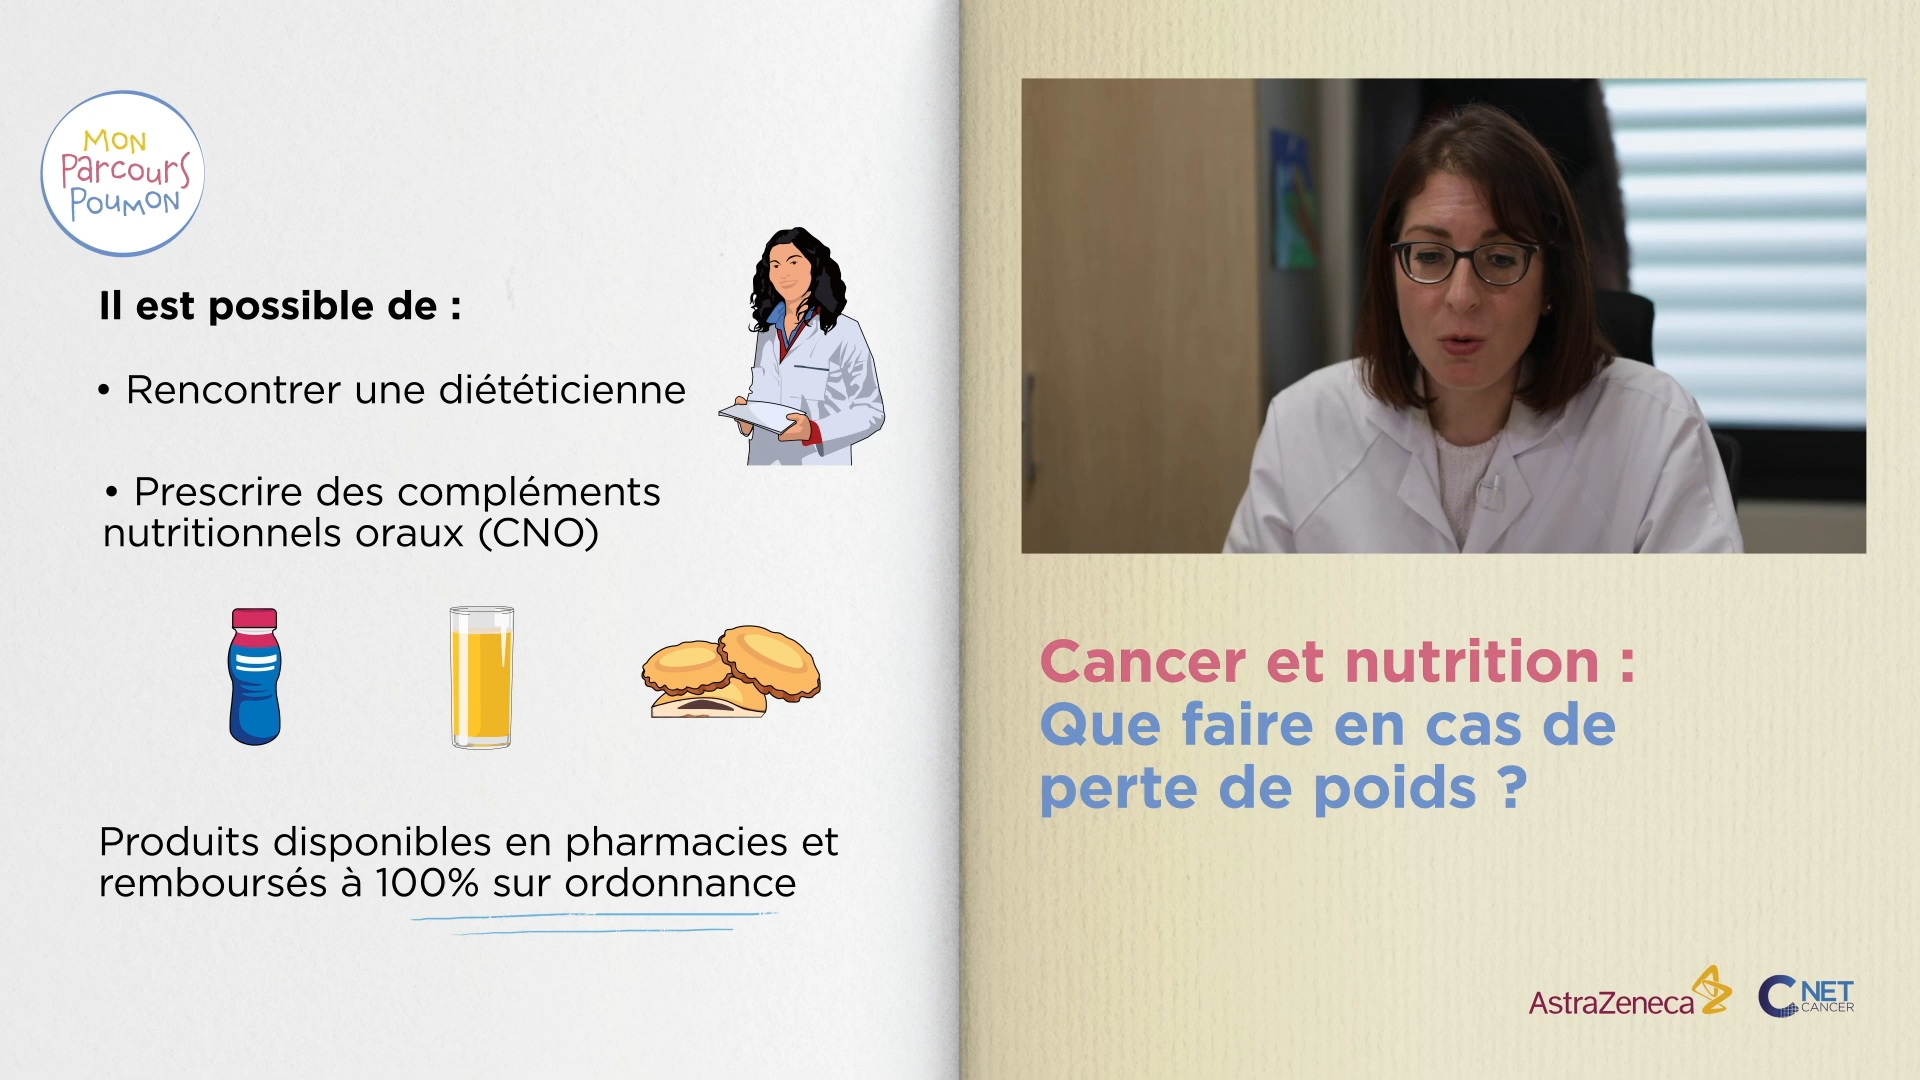 MON
Parcours
POUMON
Il est possible de :
• Rencontrer une diététicienne
• Prescrire des compléments
nutritionnels oraux (CNO)
Produits disponibles en pharmacies et
remboursés à 100% sur ordonnance
Cancer et nutrition :
Que faire en cas de
perte de poids ?
AstraZeneca
C NET
CANCER